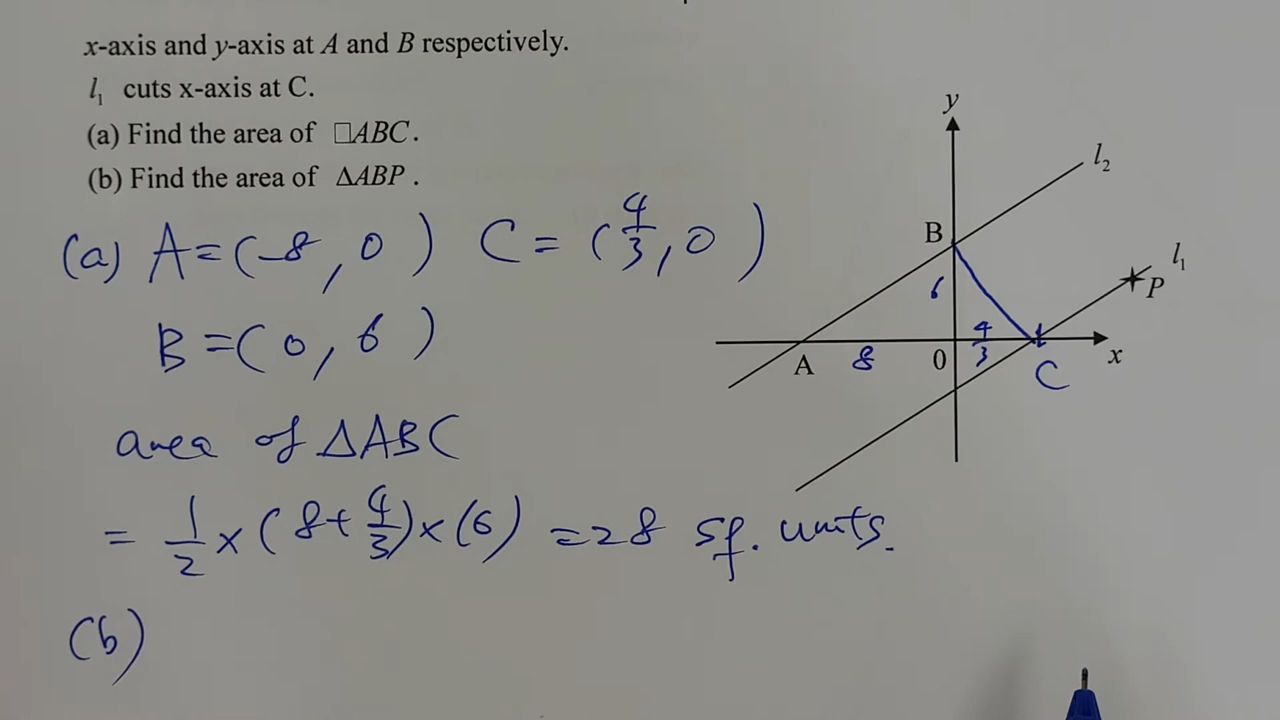 x-axis and y-axis at A and B respectively.
l₁ cuts x-axis at C.
(a) Find the area of □ABC.
(b) Find the area of ΔABP.
(a) A=(-8, 0) C=(4/3, 0)
B=(0, 6)
area of ΔABC
= 1/2 × (8+4/3)×(6) =28 sq. units.
(b)
y
l₂
B
l₁
6
P
4/3
A
8
0
C
x